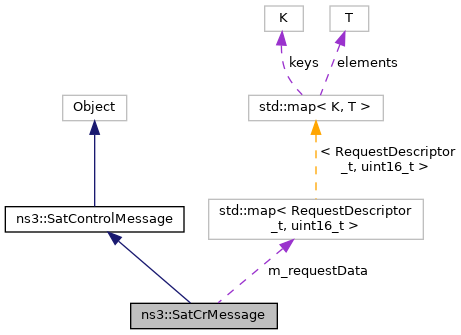 K
T
keys
elements
Object
std::map< K, T >
< RequestDescriptor
_t, uint16_t >
ns3::SatControlMessage
std::map< RequestDescriptor
_t, uint16_t >
m_requestData
ns3::SatCrMessage